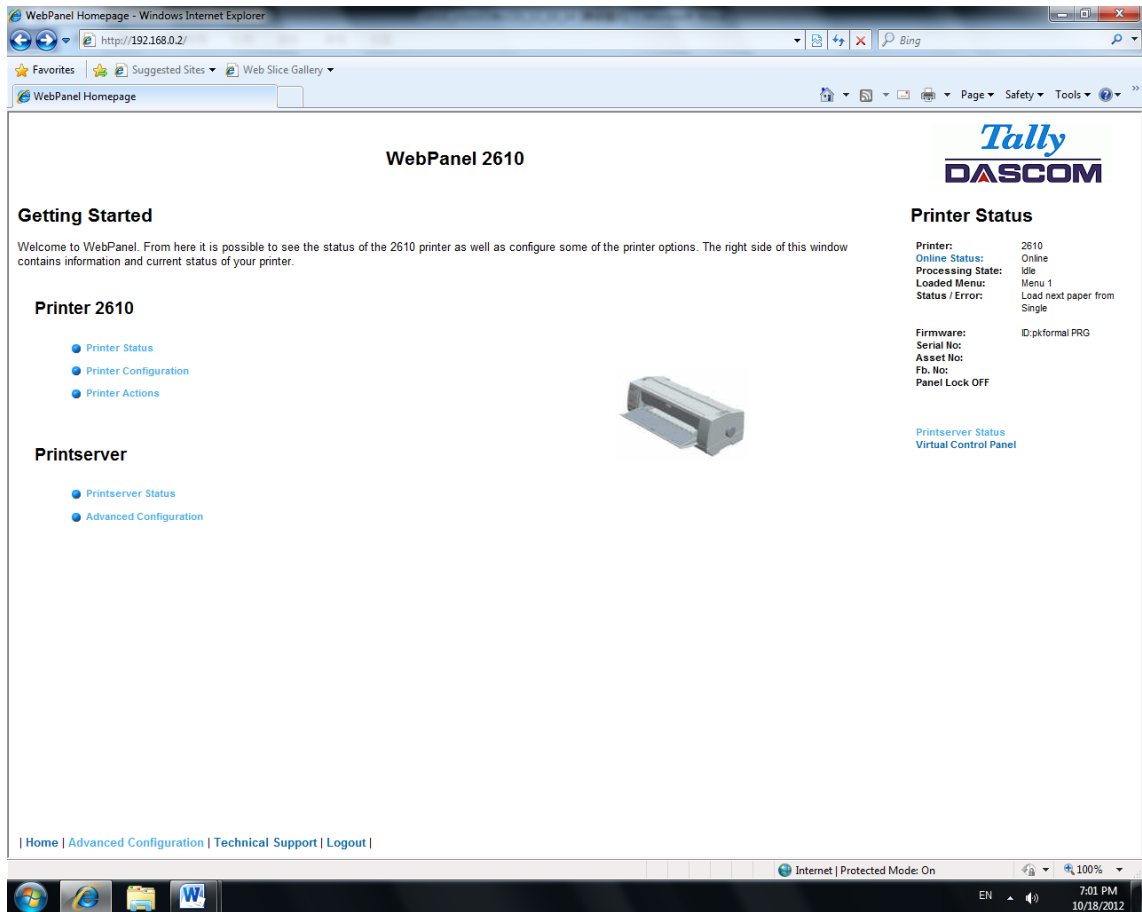 WebPanel Homepage - Windows Internet Explorer
http://192.168.0.2/
Bing
Favorites Suggested Sites Web Slice Gallery
WebPanel Homepage
Page Safety Tools
WebPanel 2610
Tally
DASCOM
Getting Started
Welcome to WebPanel. From here it is possible to see the status of the 2610 printer as well as configure some of the printer options. The right side of this window
contains information and current status of your printer.
Printer 2610
Printer Status
Printer Configuration
Printer Actions
Printserver
Printserver Status
Advanced Configuration
Printer Status
Printer: 2610
Online Status: Online
Processing State: Idle
Loaded Menu: Menu 1
Status / Error: Load next paper from
Single
Firmware: ID:pkformal PRG
Serial No:
Asset No:
Fb. No:
Panel Lock OFF
Printserver Status
Virtual Control Panel
| Home | Advanced Configuration | Technical Support | Logout |
Internet | Protected Mode: On
100%
EN
7:01 PM
10/18/2012